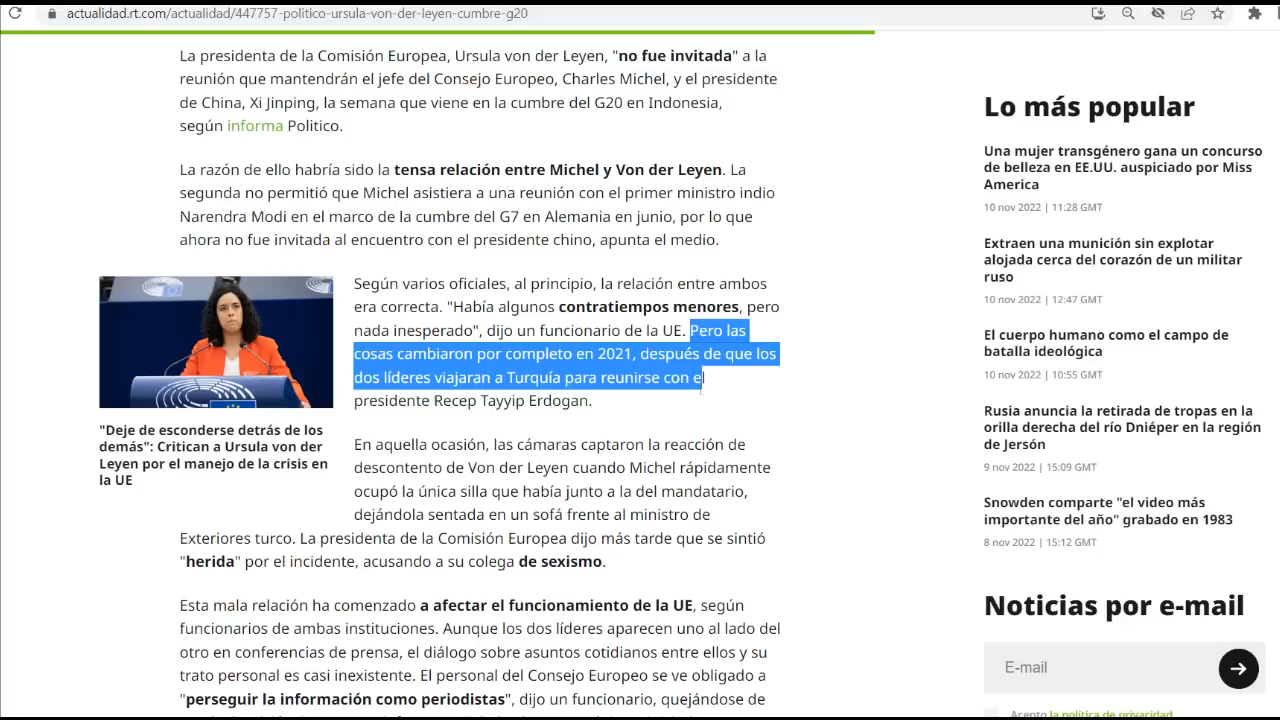 actualidad.rt.com/actualidad/447757-politico-ursula-von-der-leyen-cumbre-g20
La presidenta de la Comisión Europea, Ursula von der Leyen, "no fue invitada" a la
reunión que mantendrán el jefe del Consejo Europeo, Charles Michel, y el presidente
de China, Xi Jinping, la semana que viene en la cumbre del G20 en Indonesia,
según informa Politico.
La razón de ello habría sido la tensa relación entre Michel y Von der Leyen. La
segunda no permitió que Michel asistiera a una reunión con el primer ministro indio
Narendra Modi en el marco de la cumbre del G7 en Alemania en junio, por lo que
ahora no fue invitada al encuentro con el presidente chino, apunta el medio.
Según varios oficiales, al principio, la relación entre ambos
era correcta. "Había algunos contratiempos menores, pero
nada inesperado", dijo un funcionario de la UE. Pero las
cosas cambiaron por completo en 2021, después de que los
dos líderes viajaran a Turquía para reunirse con el
presidente Recep Tayyip Erdogan.
"Deje de esconderse detrás de los
demás": Critican a Ursula von der
Leyen por el manejo de la crisis en
la UE
En aquella ocasión, las cámaras captaron la reacción de
descontento de Von der Leyen cuando Michel rápidamente
ocupó la única silla que había junto a la del mandatario,
dejándola sentada en un sofá frente al ministro de
Exteriores turco. La presidenta de la Comisión Europea dijo más tarde que se sintió
"herida" por el incidente, acusando a su colega de sexismo.
Esta mala relación ha comenzado a afectar el funcionamiento de la UE, según
funcionarios de ambas instituciones. Aunque los dos líderes aparecen uno al lado del
otro en conferencias de prensa, el diálogo sobre asuntos cotidianos entre ellos y su
trato personal es casi inexistente. El personal del Consejo Europeo se ve obligado a
"perseguir la información como periodistas", dijo un funcionario, quejándose de
Lo más popular
Una mujer transgénero gana un concurso
de belleza en EE.UU. auspiciado por Miss
America
10 nov 2022 | 11:28 GMT
Extraen una munición sin explotar
alojada cerca del corazón de un militar
ruso
10 nov 2022 | 12:47 GMT
El cuerpo humano como el campo de
batalla ideológica
10 nov 2022 | 10:55 GMT
Rusia anuncia la retirada de tropas en la
orilla derecha del río Dniéper en la región
de Jersón
9 nov 2022 | 15:09 GMT
Snowden comparte "el video más
importante del año" grabado en 1983
8 nov 2022 | 15:12 GMT
Noticias por e-mail
E-mail
Acepto la política de privacidad